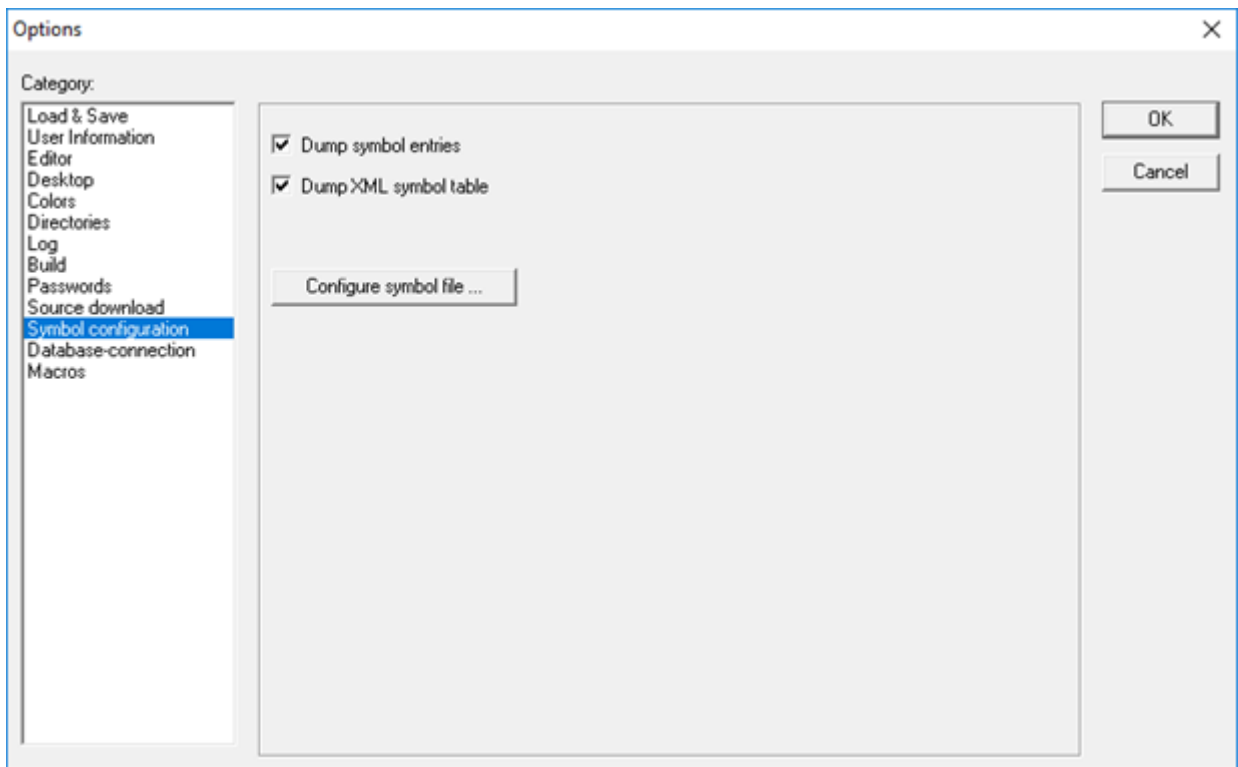 Options
Category:
Load & Save
User Information
Editor
Desktop
Colors
Directories
Log
Build
Passwords
Source download
Symbol configuration
Database-connection
Macros
Dump symbol entries
Dump XML symbol table
Configure symbol file ...
OK
Cancel